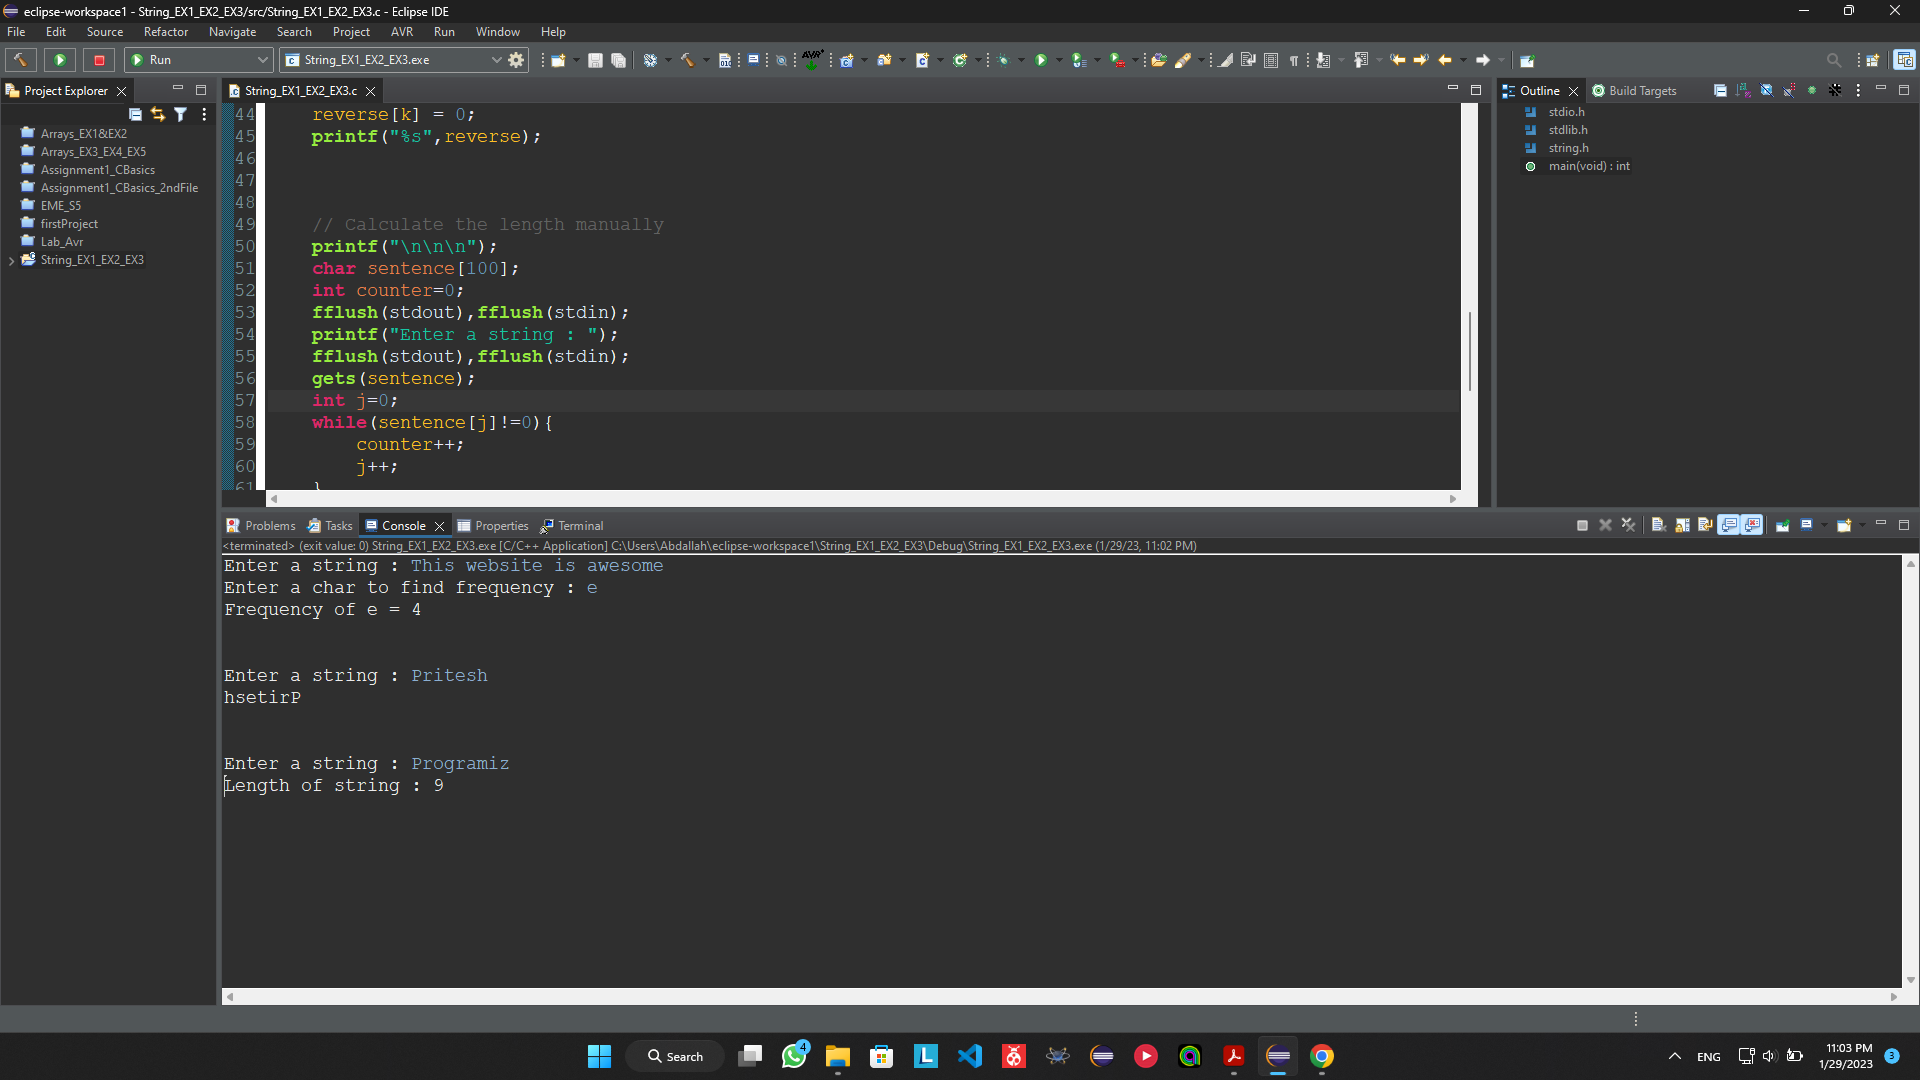 eclipse-workspace1 - String_EX1_EX2_EX3/src/String_EX1_EX2_EX3.c - Eclipse IDE
File Edit Source Refactor Navigate Search Project AVR Run Window Help
Run String_EX1_EX2_EX3.exe
Project Explorer
Arrays_EX1&EX2
Arrays_EX3_EX4_EX5
Assignment1_CBasics
Assignment1_CBasics_2ndFile
EME_S5
firstProject
Lab_Avr
String_EX1_EX2_EX3
String_EX1_EX2_EX3.c
44 reverse[k] = 0;
45 printf("%s",reverse);
46
47
48
49 // Calculate the length manually
50 printf("\n\n\n");
51 char sentence[100];
52 int counter=0;
53 fflush(stdout),fflush(stdin);
54 printf("Enter a string : ");
55 fflush(stdout),fflush(stdin);
56 gets(sentence);
57 int j=0;
58 while(sentence[j]!=0){
59 counter++;
60 j++;
61 }
Outline Build Targets
stdio.h
stdlib.h
string.h
main(void) : int
Problems Tasks Console Properties Terminal
<terminated> (exit value: 0) String_EX1_EX2_EX3.exe [C/C++ Application] C:\Users\Abdallah\eclipse-workspace1\String_EX1_EX2_EX3\Debug\String_EX1_EX2_EX3.exe (1/29/23, 11:02 PM)
Enter a string : This website is awesome
Enter a char to find frequency : e
Frequency of e = 4
Enter a string : Pritesh
hsetirP
Enter a string : Programiz
Length of string : 9
Search
4
ENG
11:03 PM
1/29/2023
3